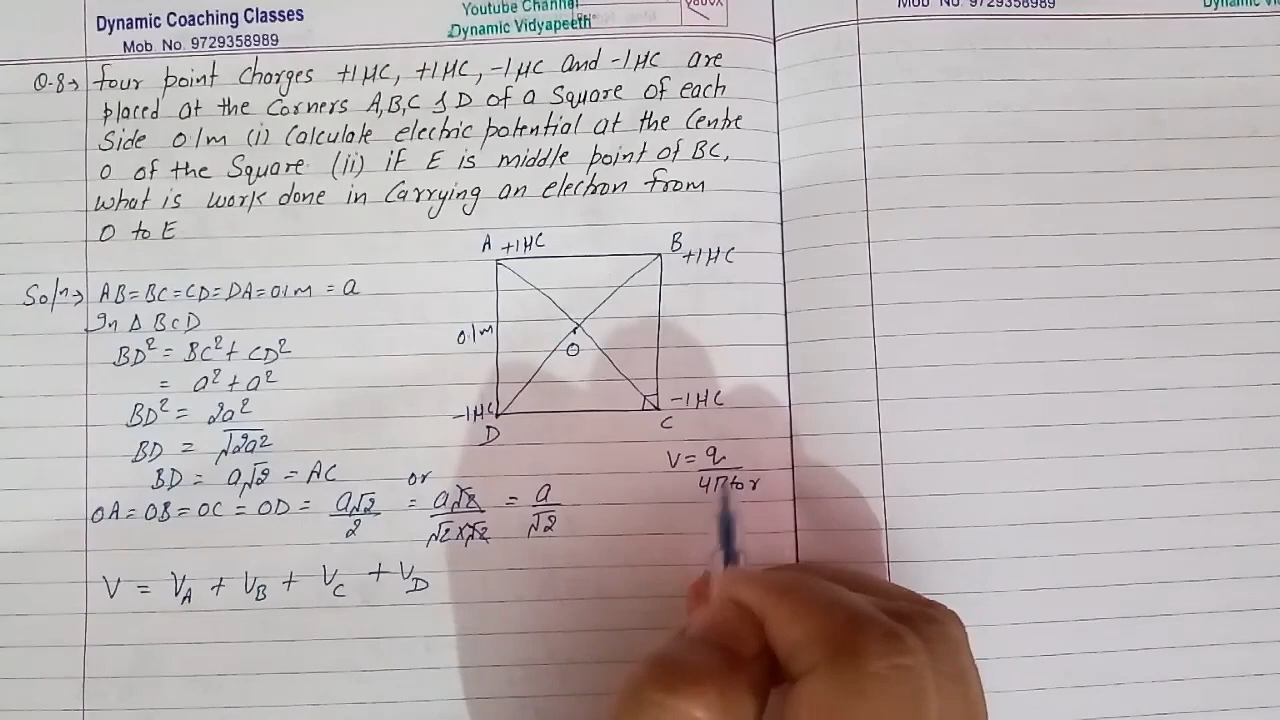 Dynamic Coaching Classes
Mob. No. 9729358989
Youtube Channel
Dynamic Vidyapeeth
Mob No. 9729358989
Q.8→ four point charges +1μC, +1μC, -1μC and -1μC are
placed at the Corners A,B,C & D of a Square of each
Side 0.1m (i) Calculate electric potential at the Centre
O of the Square (ii) if E is middle point of BC,
what is work done in Carrying an electron from
O to E
Soln→ AB=BC=CD=DA=0.1m = a
In Δ BCD
BD² = BC² + CD²
= a² + a²
BD² = 2a²
BD = √2a²
BD = a√2 = AC
OA=OB=OC=OD= a√2/2 or = a√2/√2×√2 = a/√2
V = V_A + V_B + V_C + V_D
A +1μC
B +1μC
0.1m
O
-1μC D
-1μC C
V = q/4πε₀r